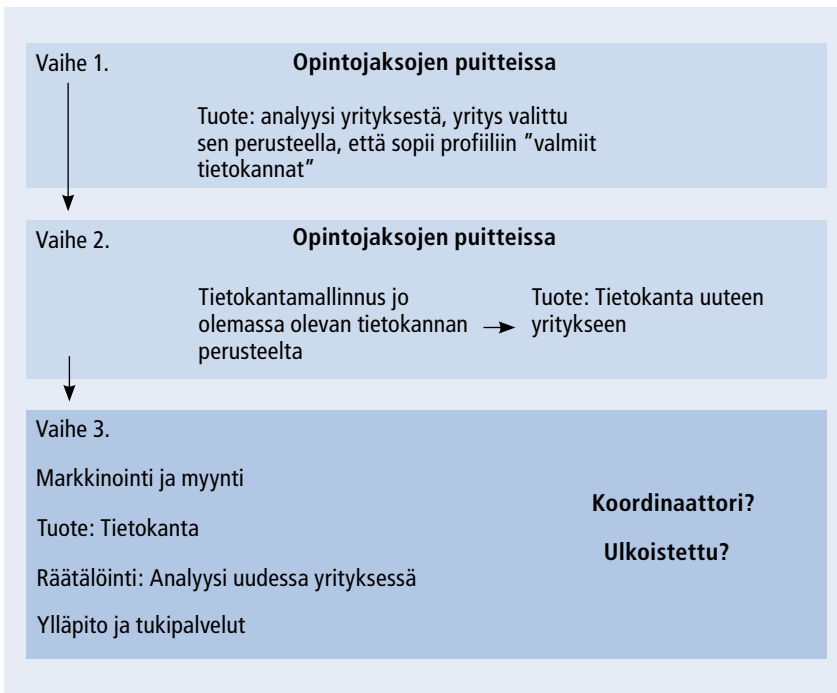 Vaihe 1.
Opintojaksojen puitteissa
Tuote: analyysi yrityksestä, yritys valittu
sen perusteella, että sopii profiiliin ”valmiit
tietokannat”
Vaihe 2.
Opintojaksojen puitteissa
Tietokantamallinnus jo
olemassa olevan tietokannan
perusteelta
Tuote: Tietokanta uuteen
yritykseen
Vaihe 3.
Markkinointi ja myynti
Tuote: Tietokanta
Räätälöinti: Analyysi uudessa yrityksessä
Ylläpito ja tukipalvelut
Koordinaattori?
Ulkoistettu?